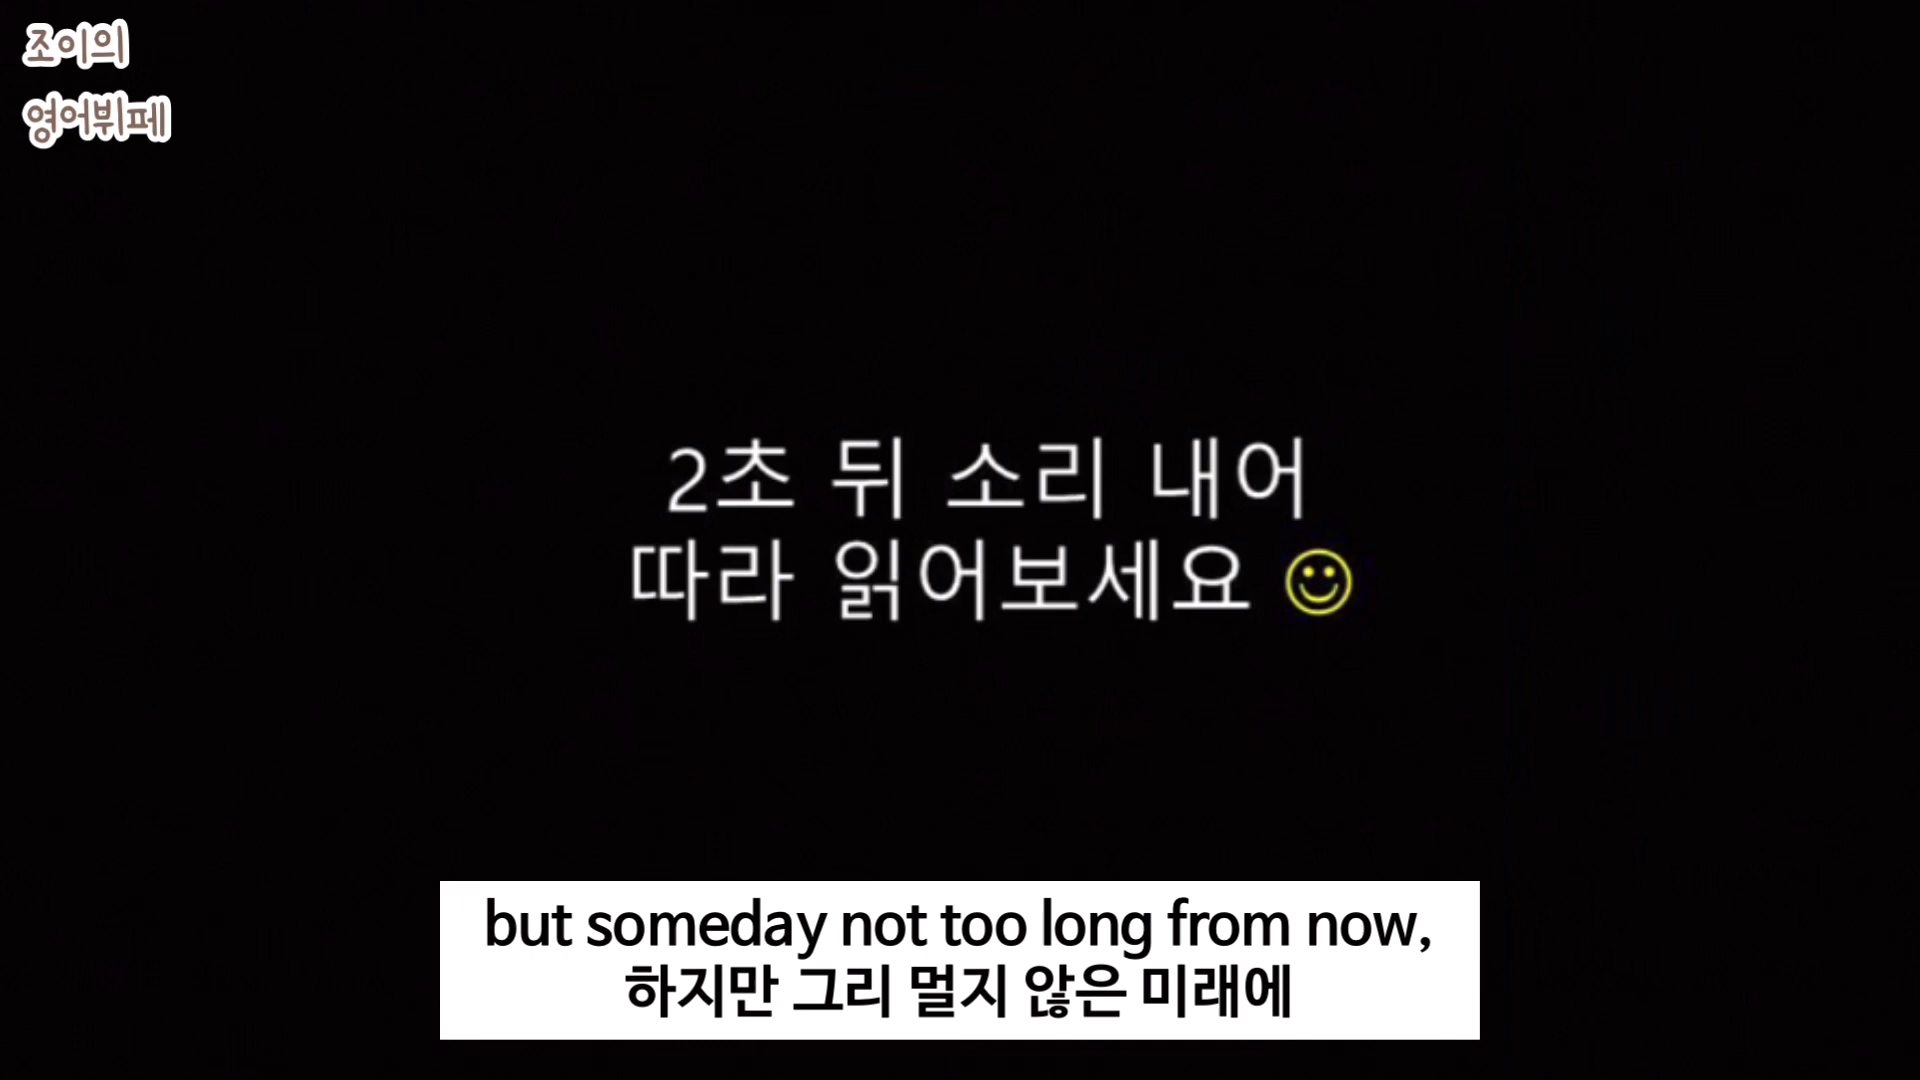 조이의
영어뷔페
2초 뒤 소리 내어
따라 읽어보세요 ☺
but someday not too long from now,
하지만 그리 멀지 않은 미래에